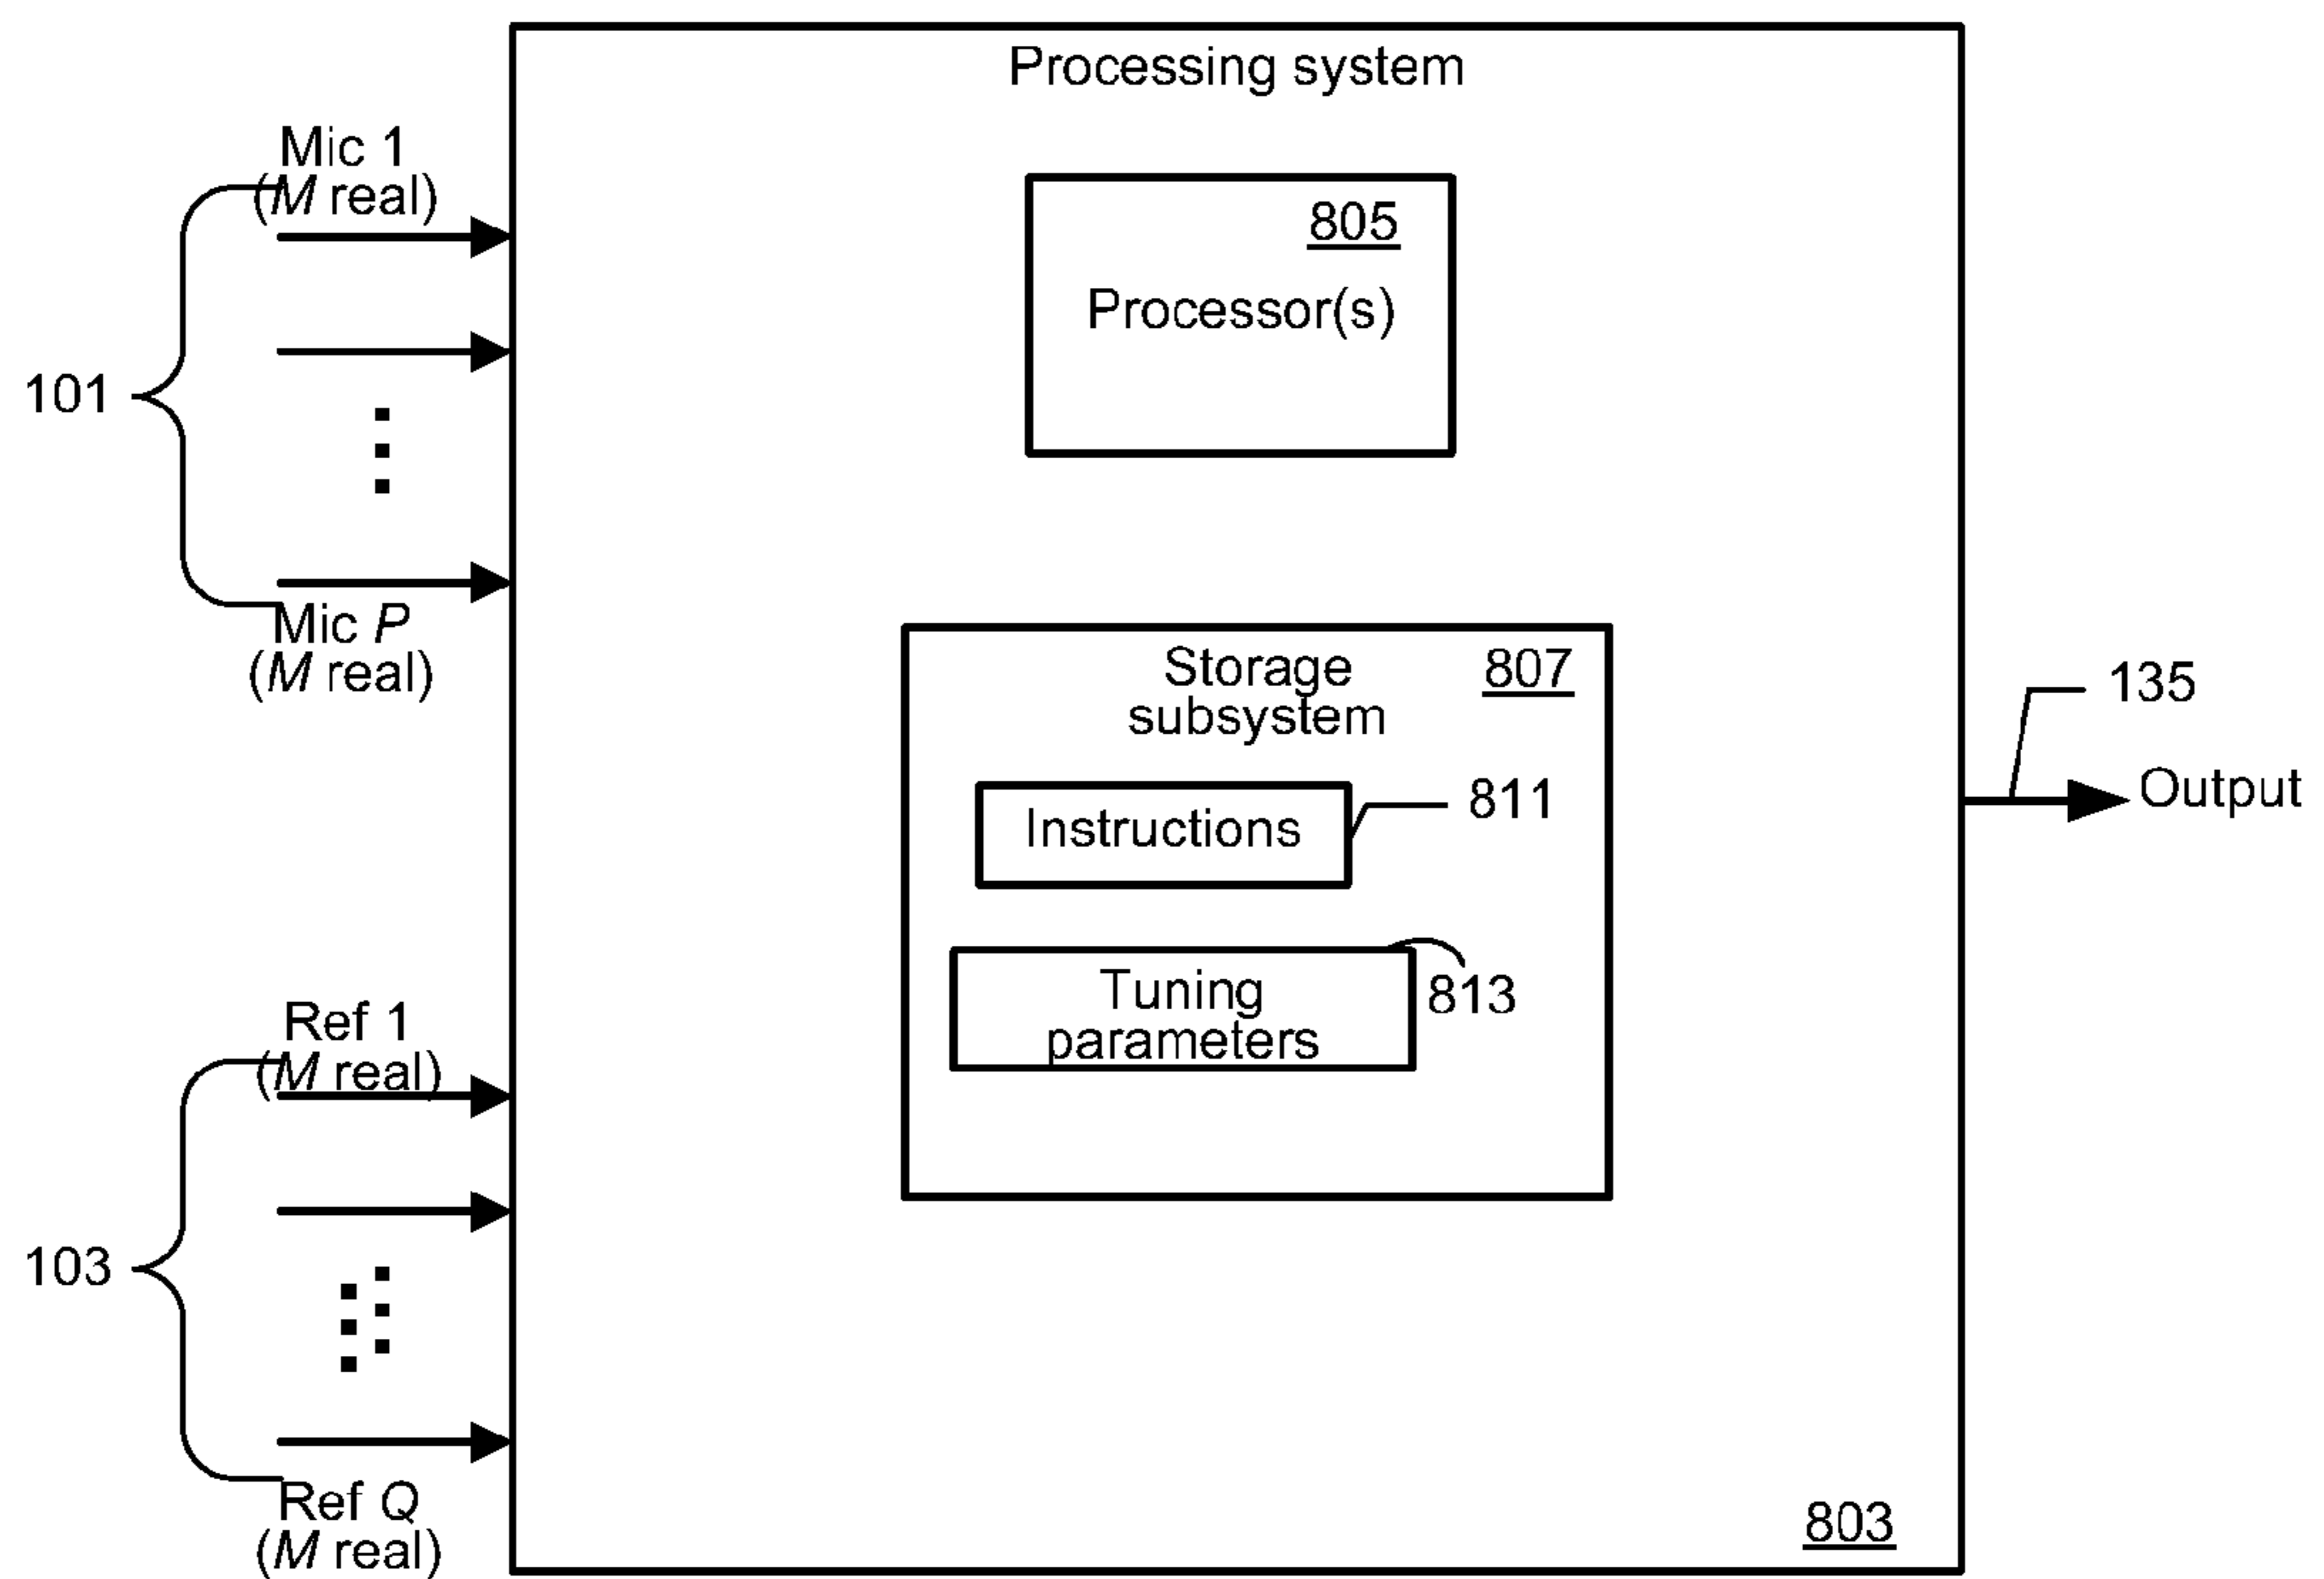 Processing system
Mic 1
(M real)
101
Mic P
(M real)
805
Processor(s)
Storage
subsystem
807
Instructions
811
Tuning
parameters
813
135
Output
Ref 1
(M real)
103
Ref Q
(M real)
803